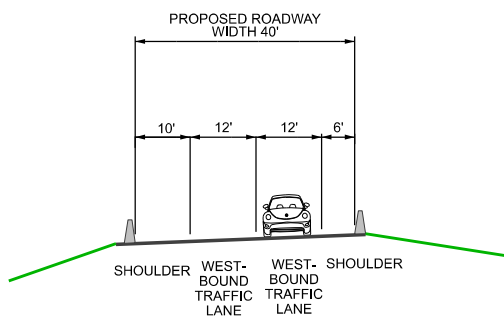 PROPOSED ROADWAY
WIDTH 40'
10' 12' 12' 6'
SHOULDER WEST- WEST- SHOULDER
BOUND BOUND
TRAFFIC TRAFFIC
LANE LANE